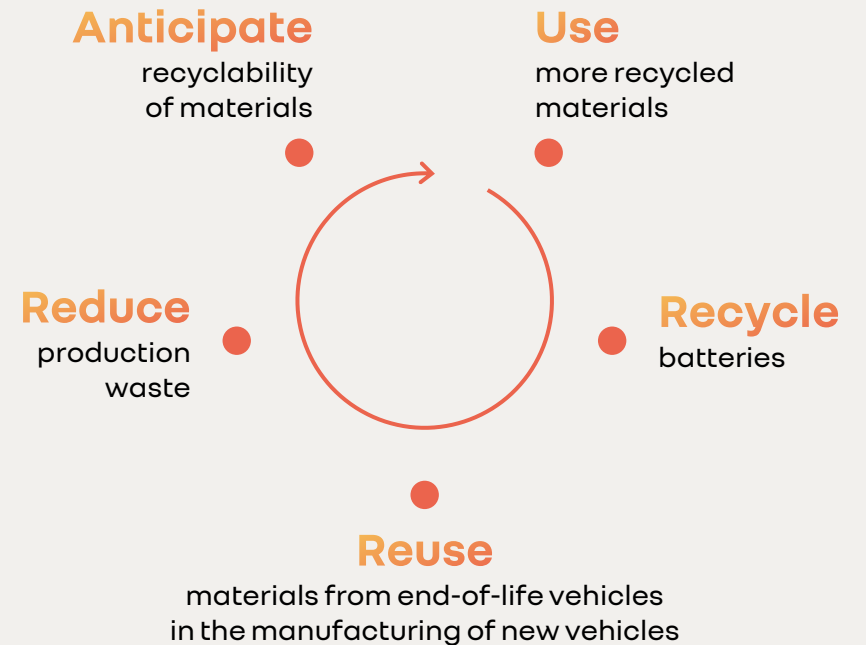 Anticipate
recyclability
of materials
Use
more recycled
materials
Reduce
production
waste
Recycle
batteries
Reuse
materials from end-of-life vehicles
in the manufacturing of new vehicles